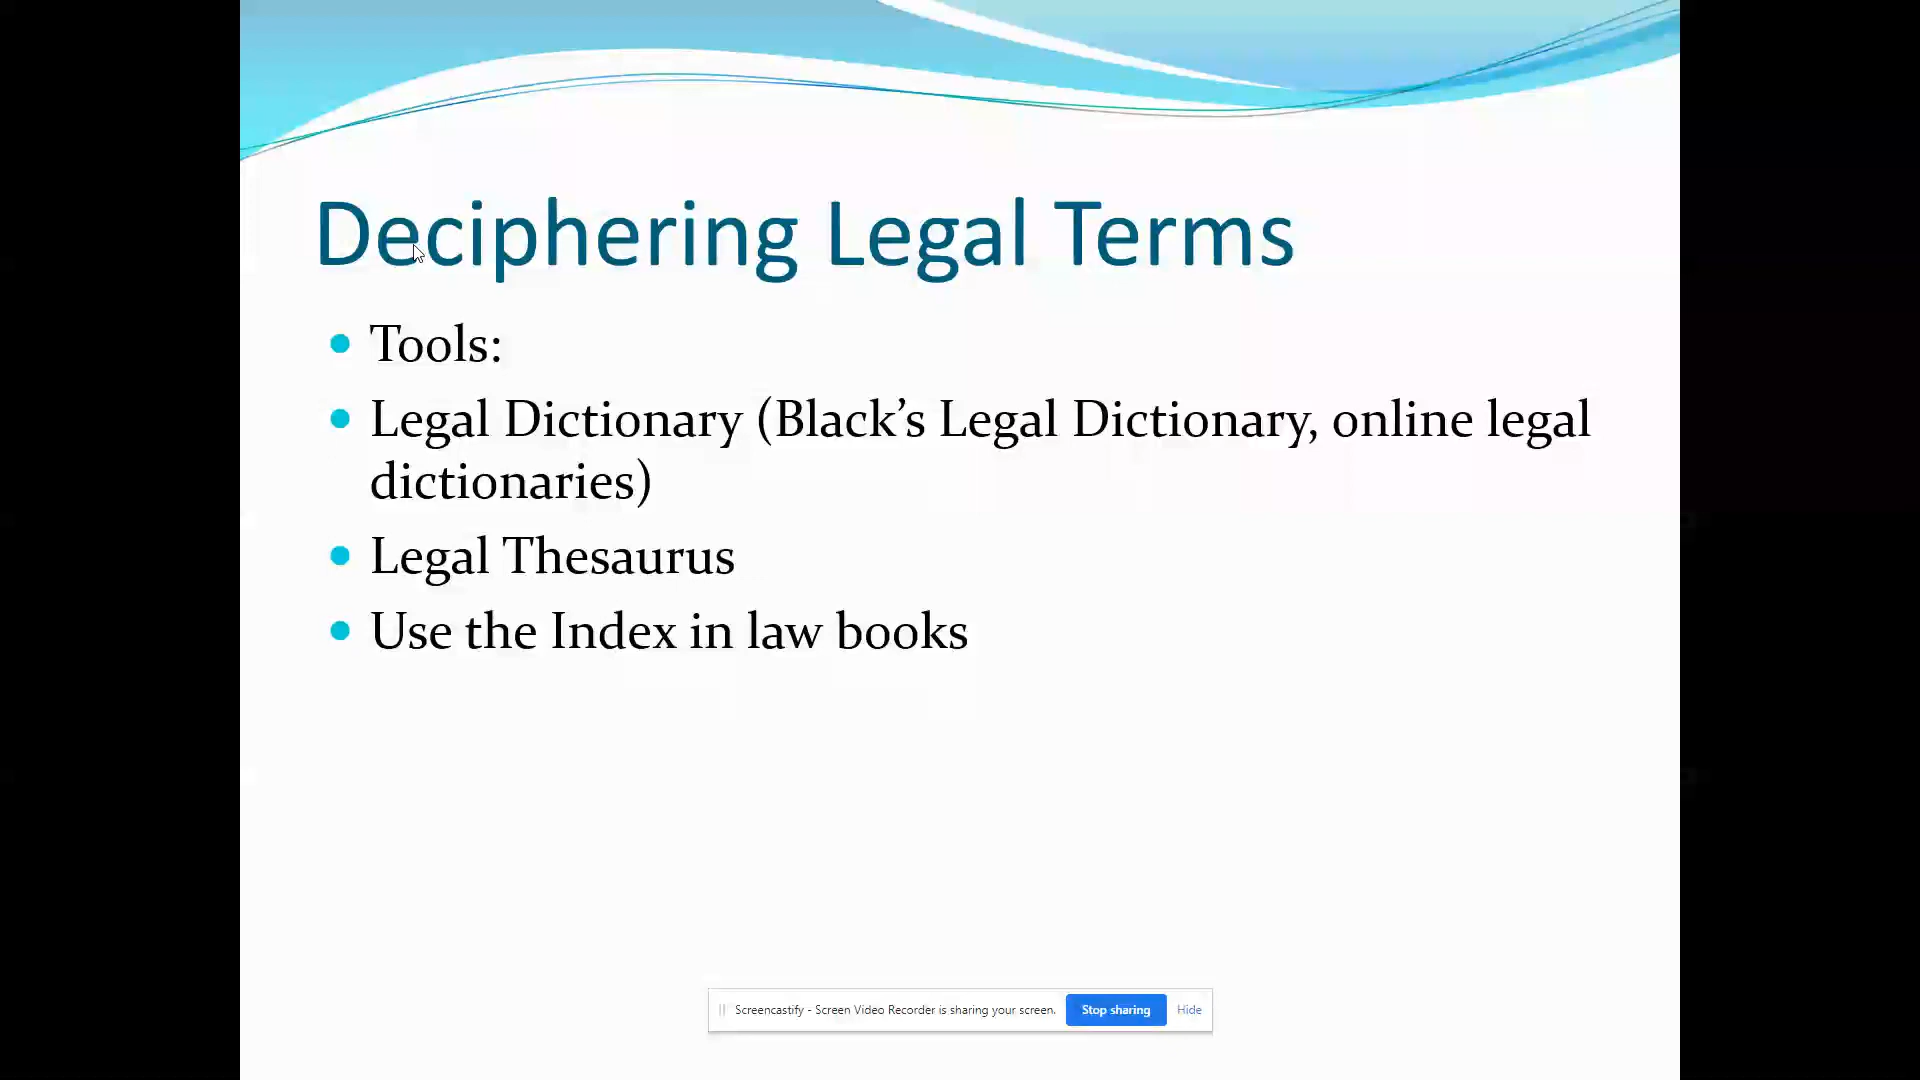 Deciphering Legal Terms
• Tools:
• Legal Dictionary (Black’s Legal Dictionary, online legal
dictionaries)
• Legal Thesaurus
• Use the Index in law books
Screencastify - Screen Video Recorder is sharing your screen. Stop sharing Hide